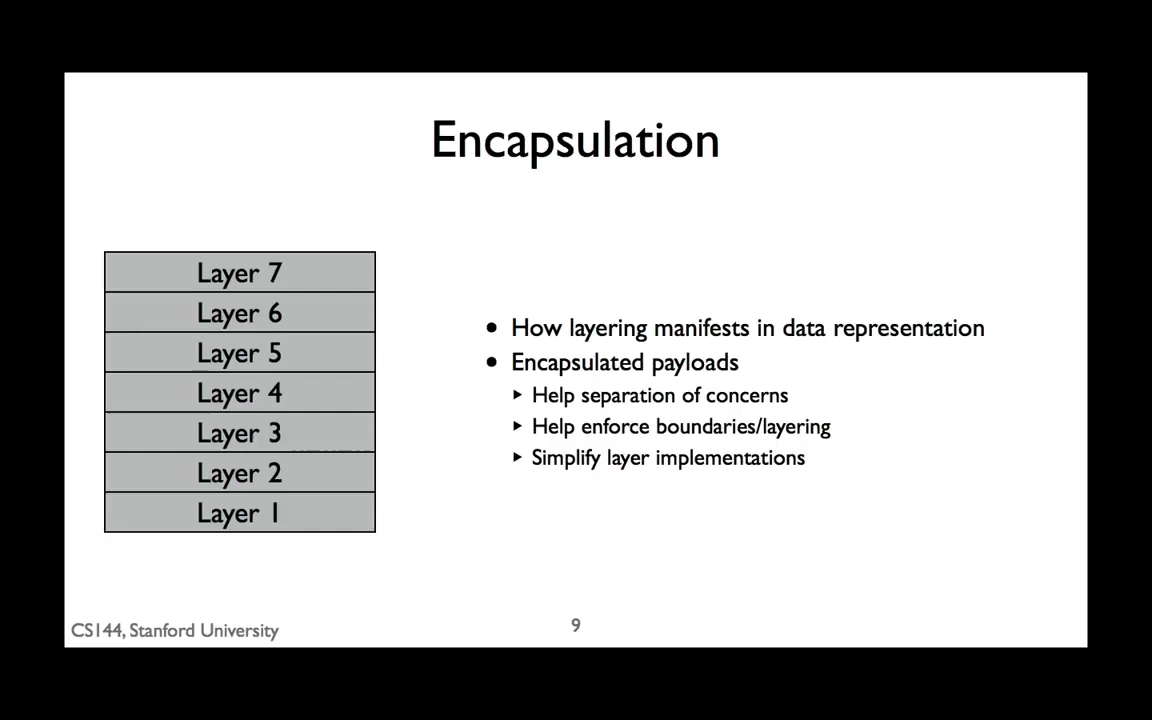 Encapsulation
Layer 7
Layer 6
Layer 5
Layer 4
Layer 3
Layer 2
Layer 1
• How layering manifests in data representation
• Encapsulated payloads
‣ Help separation of concerns
‣ Help enforce boundaries/layering
‣ Simplify layer implementations
CS144, Stanford University
9